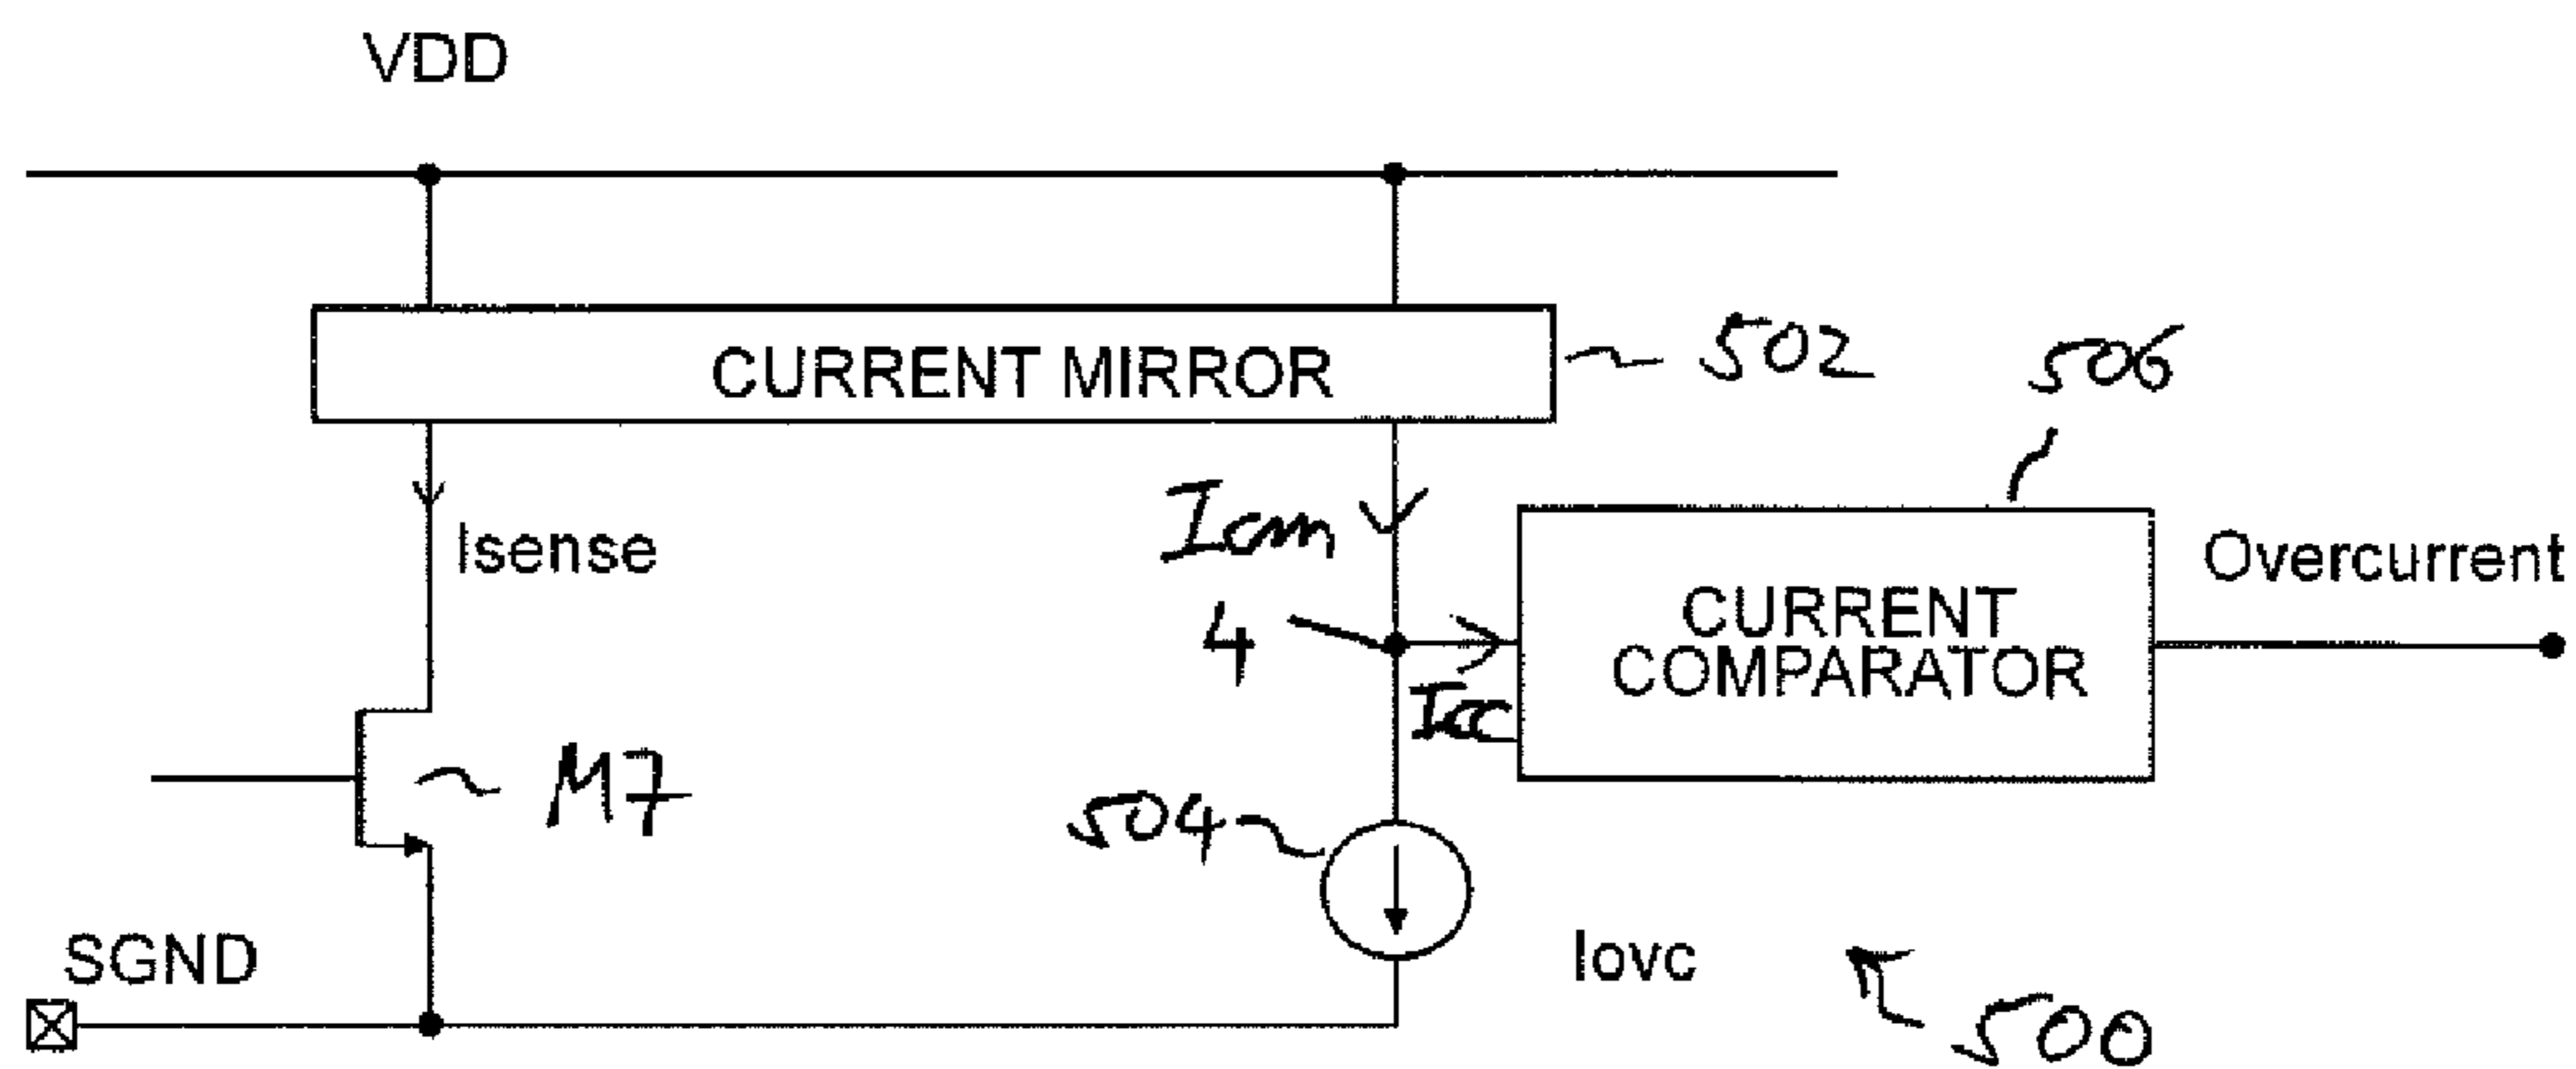 VDD
CURRENT MIRROR
502
506
Isense
Icm
Overcurrent
CURRENT
COMPARATOR
4
Icc
M7
504
SGND
Iovc
500